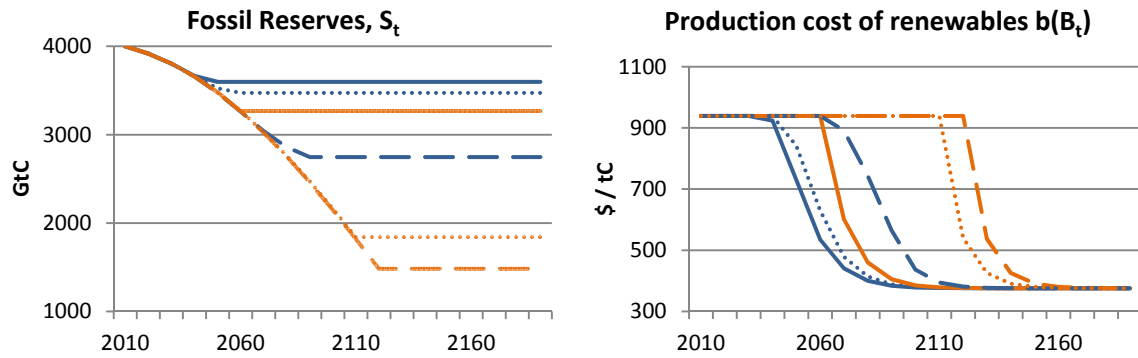 Fossil Reserves, St
4000
3000
2000
1000
GtC
2010 2060 2110 2160
Production cost of renewables b(Bt)
1100
900
700
500
300
$ / tC
2010 2060 2110 2160